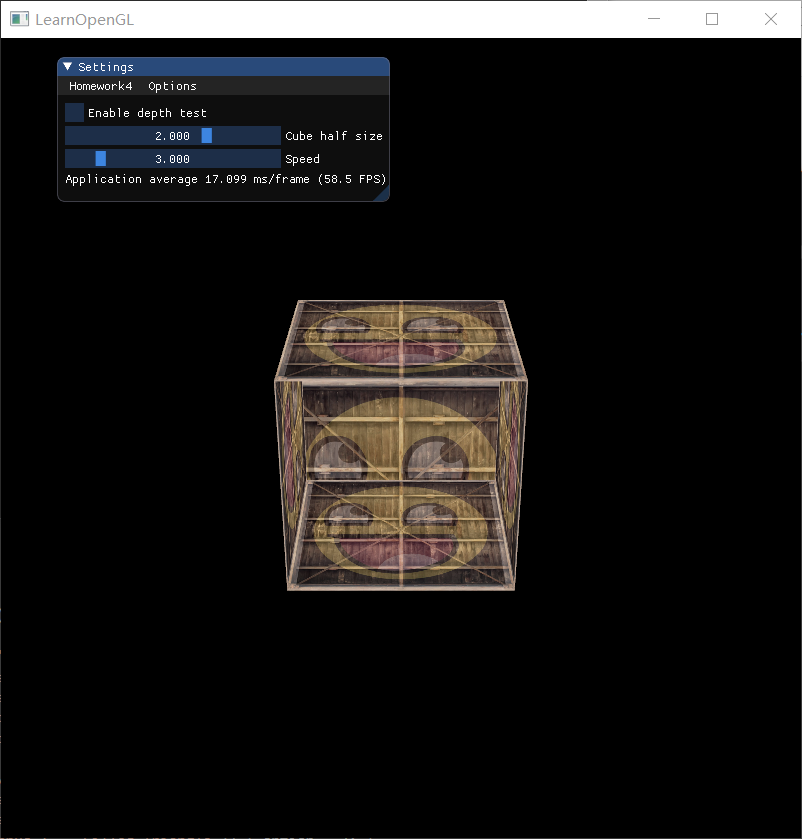 LearnOpenGL
Settings
Homework4 Options
Enable depth test
2.000 Cube half size
3.000 Speed
Application average 17.099 ms/frame (58.5 FPS)